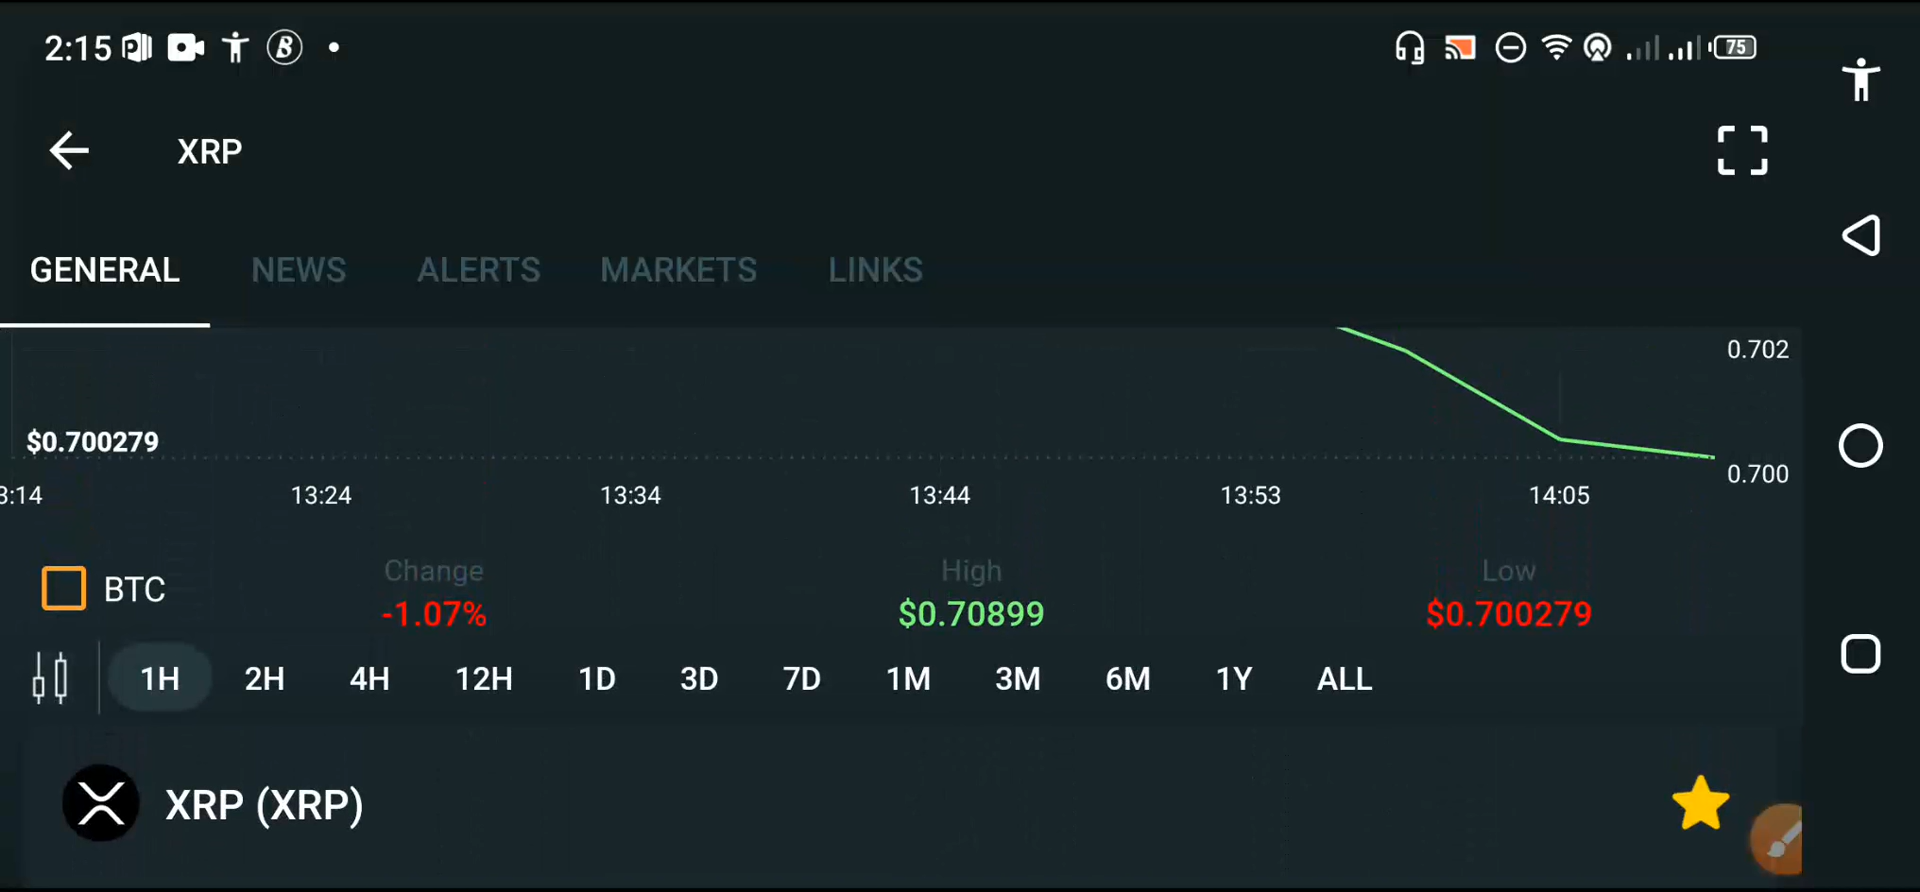 2:15 75
XRP
GENERAL NEWS ALERTS MARKETS LINKS
0.702
$0.700279
0.700
3:14 13:24 13:34 13:44 13:53 14:05
BTC
Change High Low
-1.07% $0.70899 $0.700279
1H 2H 4H 12H 1D 3D 7D 1M 3M 6M 1Y ALL
XRP (XRP)